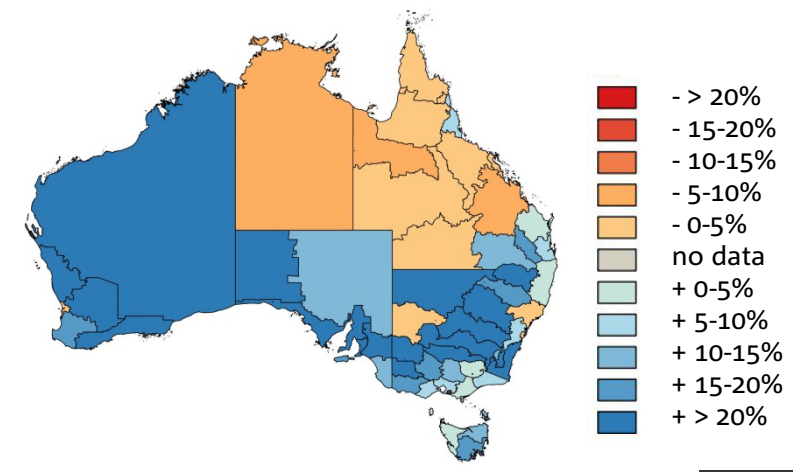 - > 20%
- 15-20%
- 10-15%
- 5-10%
- 0-5%
no data
+ 0-5%
+ 5-10%
+ 10-15%
+ 15-20%
+ > 20%